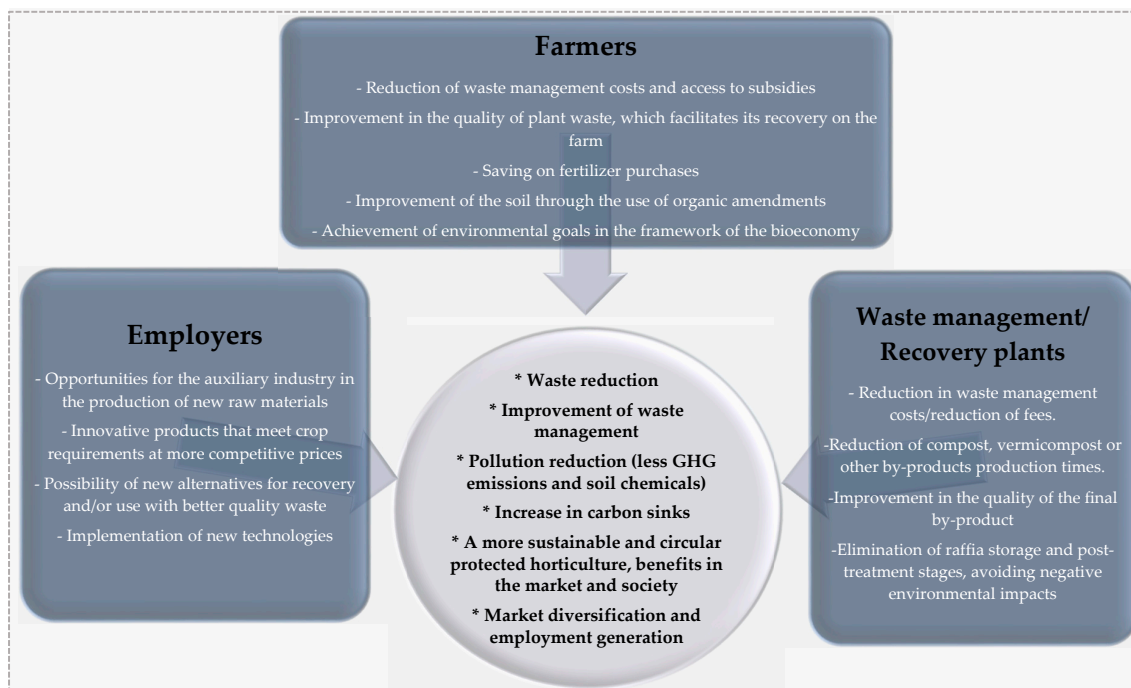 Farmers
- Reduction of waste management costs and access to subsidies
- Improvement in the quality of plant waste, which facilitates its recovery on the
farm
- Saving on fertilizer purchases
- Improvement of the soil through the use of organic amendments
- Achievement of environmental goals in the framework of the bioeconomy
Employers
- Opportunities for the auxiliary industry in
the production of new raw materials
- Innovative products that meet crop
requirements at more competitive prices
- Possibility of new alternatives for recovery
and/or use with better quality waste
- Implementation of new technologies
* Waste reduction
* Improvement of waste
management
* Pollution reduction (less GHG
emissions and soil chemicals)
* Increase in carbon sinks
* A more sustainable and circular
protected horticulture, benefits in
the market and society
* Market diversification and
employment generation
Waste management/
Recovery plants
- Reduction in waste management
costs/reduction of fees.
-Reduction of compost, vermicompost or
other by-products production times.
-Improvement in the quality of the final
by-product
-Elimination of raffia storage and post-
treatment stages, avoiding negative
environmental impacts